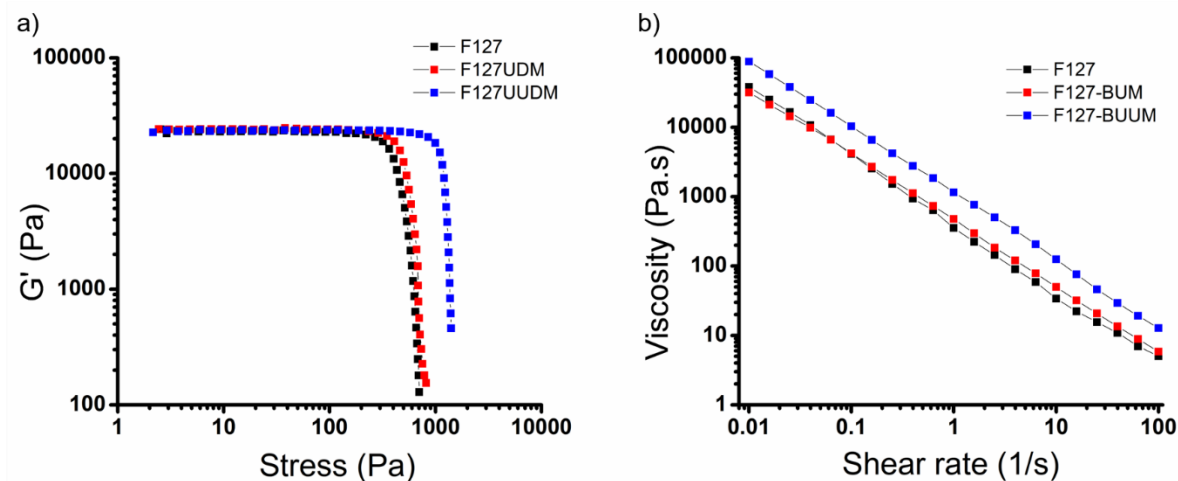 a)
F127
F127UDM
F127UUDM
100000
10000
1000
100
G' (Pa)
1 10 100 1000 10000
Stress (Pa)
b)
F127
F127-BUM
F127-BUUM
100000
10000
1000
100
10
1
Viscosity (Pa.s)
0.01 0.1 1 10 100
Shear rate (1/s)